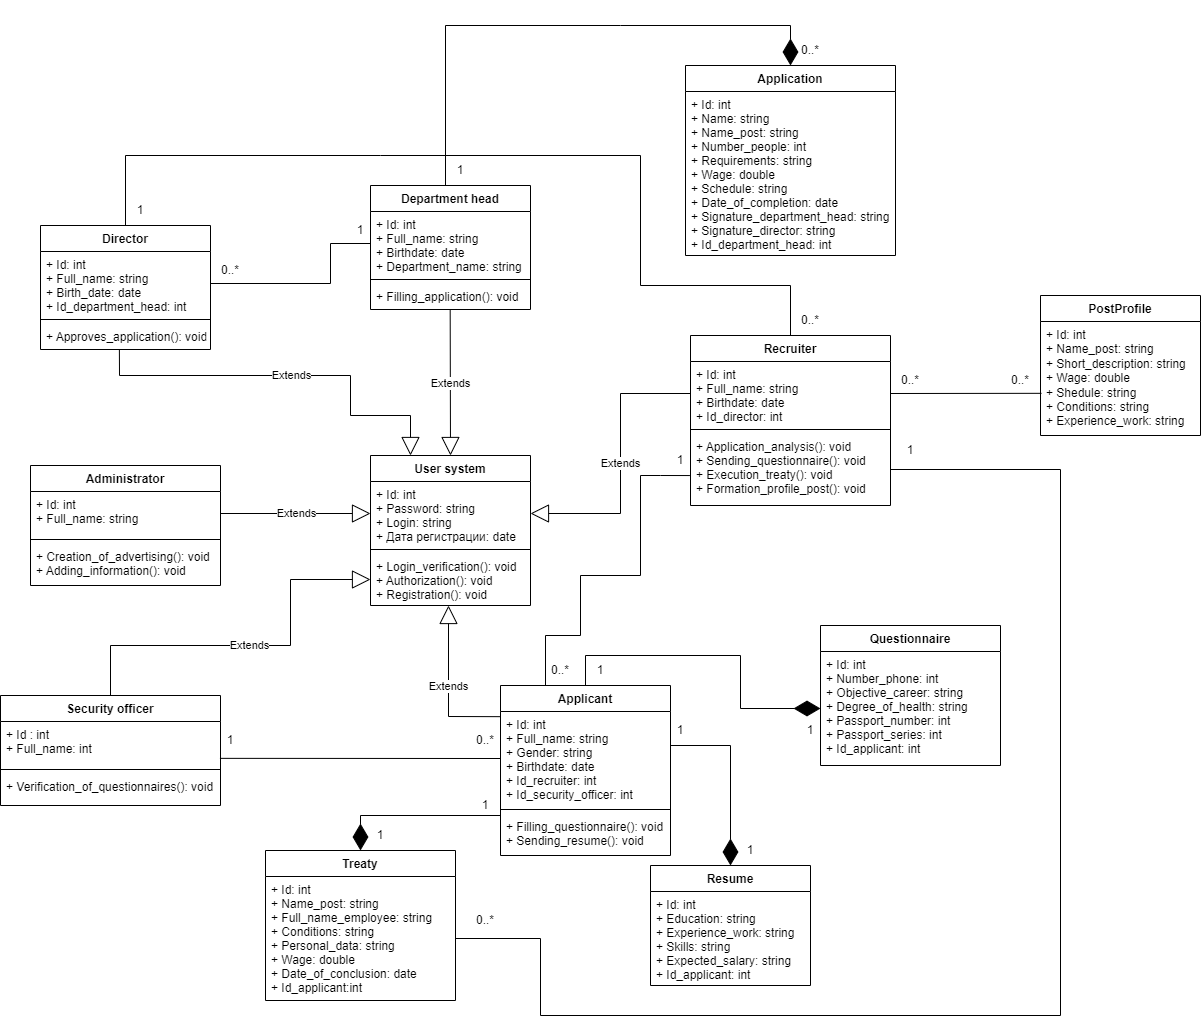 0..*
Application
+ Id: int
+ Name: string
+ Name_post: string
+ Number_people: int
+ Requirements: string
+ Wage: double
+ Schedule: string
+ Date_of_completion: date
+ Signature_department_head: string
+ Signature_director: string
+ Id_department_head: int
1
Department head
+ Id: int
+ Full_name: string
+ Birthdate: date
+ Department_name: string
+ Filling_application(): void
1
1
0..*
Director
+ Id: int
+ Full_name: string
+ Birth_date: date
+ Id_department_head: int
+ Approves_application(): void
Extends
Extends
0..*
Recruiter
+ Id: int
+ Full_name: string
+ Birthdate: date
+ Id_director: int
+ Application_analysis(): void
+ Sending_questionnaire(): void
+ Execution_treaty(): void
+ Formation_profile_post(): void
0..*
0..*
PostProfile
+ Id: int
+ Name_post: string
+ Short_description: string
+ Wage: double
+ Shedule: string
+ Conditions: string
+ Experience_work: string
1
1
Extends
User system
+ Id: int
+ Password: string
+ Login: string
+ Дата регистрации: date
+ Login_verification(): void
+ Authorization(): void
+ Registration(): void
Administrator
+ Id: int
+ Full_name: string
+ Creation_of_advertising(): void
+ Adding_information(): void
Extends
Extends
Extends
Security officer
+ Id : int
+ Full_name: int
+ Verification_of_questionnaires(): void
1
0..*
0..*
1
Applicant
+ Id: int
+ Full_name: string
+ Gender: string
+ Birthdate: date
+ Id_recruiter: int
+ Id_security_officer: int
+ Filling_questionnaire(): void
+ Sending_resume(): void
Questionnaire
+ Id: int
+ Number_phone: int
+ Objective_career: string
+ Degree_of_health: string
+ Passport_number: int
+ Passport_series: int
+ Id_applicant: int
1
1
1
Resume
+ Id: int
+ Education: string
+ Experience_work: string
+ Skills: string
+ Expected_salary: string
+ Id_applicant: int
1
1
Treaty
+ Id: int
+ Name_post: string
+ Full_name_employee: string
+ Conditions: string
+ Personal_data: string
+ Wage: double
+ Date_of_conclusion: date
+ Id_applicant:int
0..*